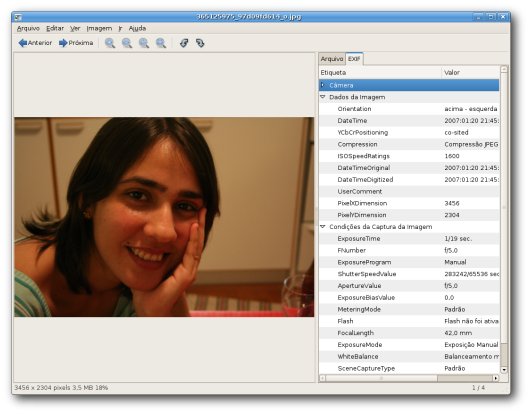 365125975_97d09fd614_o.jpg
Arquivo Editar Ver Imagem Ir Ajuda
Anterior Próxima
Arquivo EXIF
Etiqueta Valor
Câmera
Dados da Imagem
Orientation acima - esquerda
DateTime 2007:01:20 21:45:
YCbCrPositioning co-sited
Compression Compressão JPEG
ISOSpeedRatings 1600
DateTimeOriginal 2007:01:20 21:45:
DateTimeDigitized 2007:01:20 21:45:
UserComment
PixelXDimension 3456
PixelYDimension 2304
Condições da Captura da Imagem
ExposureTime 1/19 sec.
FNumber f/5,0
ExposureProgram Manual
ShutterSpeedValue 283242/65536 sec
ApertureValue f/5,0
ExposureBiasValue 0,0
MeteringMode Padrão
Flash Flash não foi ativa
FocalLength 42,0 mm
ExposureMode Exposição Manual
WhiteBalance Balanceamento m
SceneCaptureType Padrão
3456 x 2304 pixels 3,5 MB 18% 1 / 4